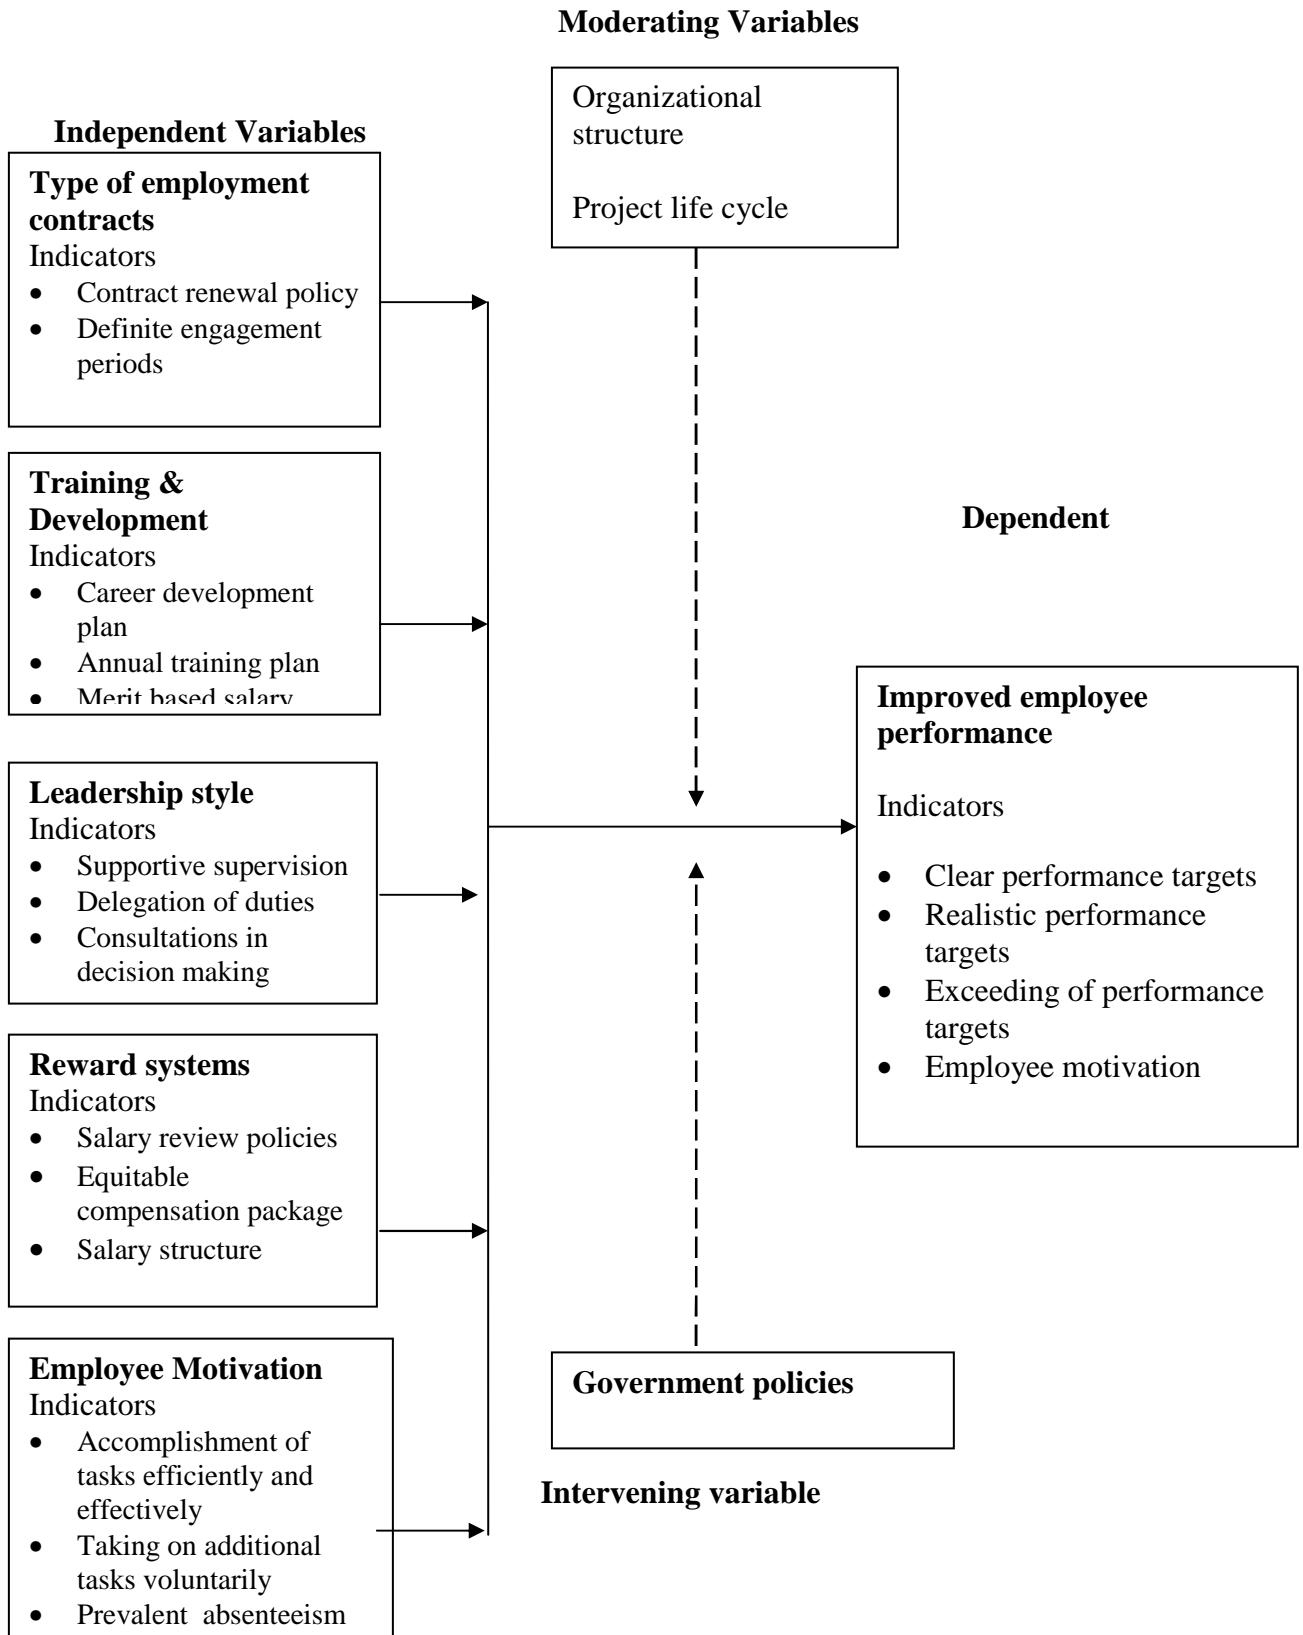 Moderating Variables
Organizational
structure
Project life cycle
Independent Variables
Type of employment
contracts
Indicators
• Contract renewal policy
• Definite engagement
periods
Training &
Development
Indicators
• Career development
plan
• Annual training plan
• Merit based salary
Leadership style
Indicators
• Supportive supervision
• Delegation of duties
• Consultations in
decision making
Reward systems
Indicators
• Salary review policies
• Equitable
compensation package
• Salary structure
Employee Motivation
Indicators
• Accomplishment of
tasks efficiently and
effectively
• Taking on additional
tasks voluntarily
• Prevalent absenteeism
Dependent
Improved employee
performance
Indicators
• Clear performance targets
• Realistic performance
targets
• Exceeding of performance
targets
• Employee motivation
Government policies
Intervening variable